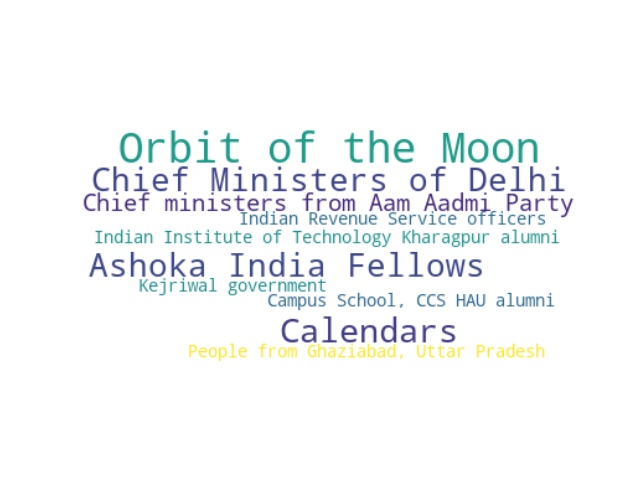 Orbit of the Moon
Chief Ministers of Delhi
Chief ministers from Aam Aadmi Party
Indian Revenue Service officers
Indian Institute of Technology Kharagpur alumni
Ashoka India Fellows
Kejriwal government
Campus School, CCS HAU alumni
Calendars
People from Ghaziabad, Uttar Pradesh